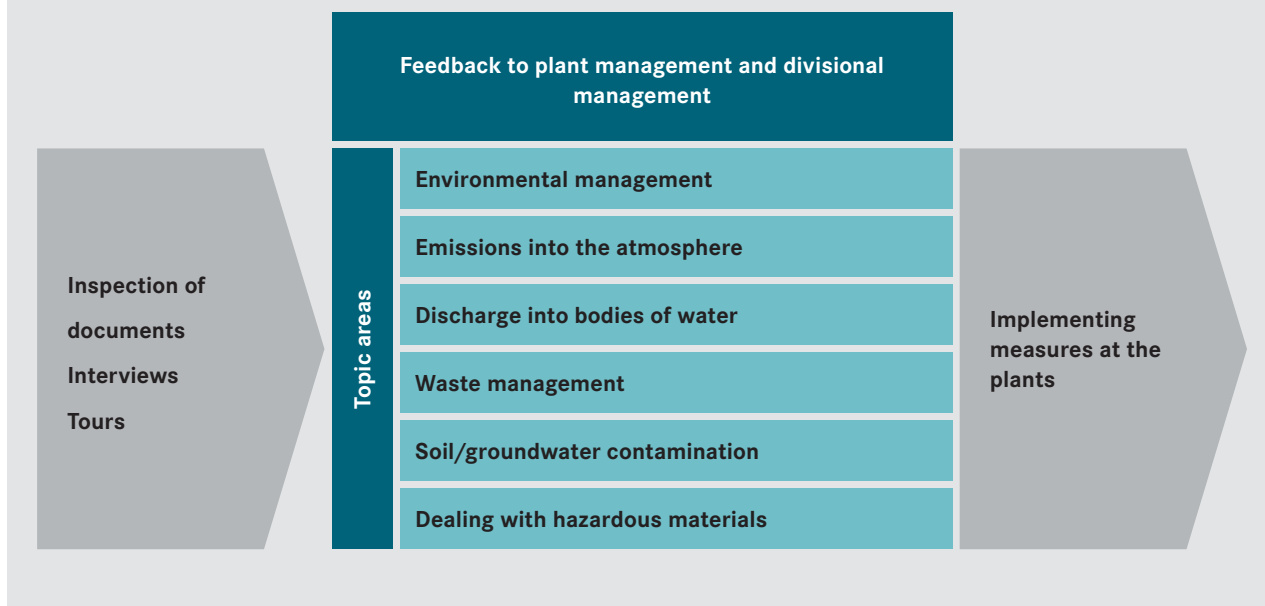 Feedback to plant management and divisional
management
Inspection of
documents
Interviews
Tours
Topic areas
Environmental management
Emissions into the atmosphere
Discharge into bodies of water
Waste management
Soil/groundwater contamination
Dealing with hazardous materials
Implementing
measures at the
plants